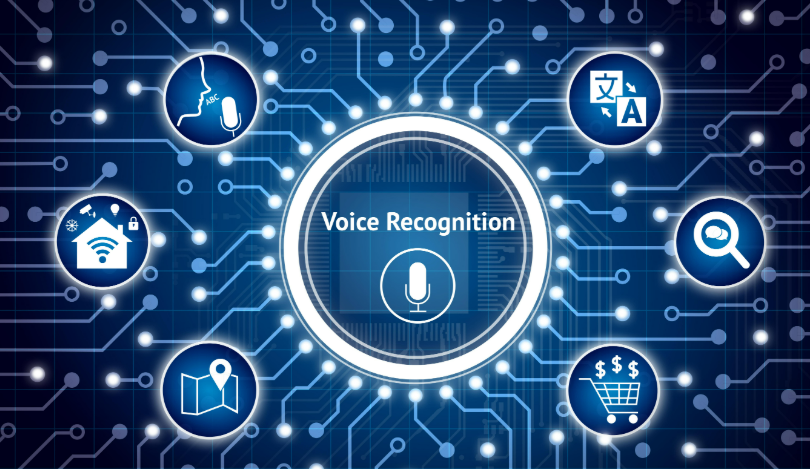 ABC
文
A
Voice Recognition
$ $ $